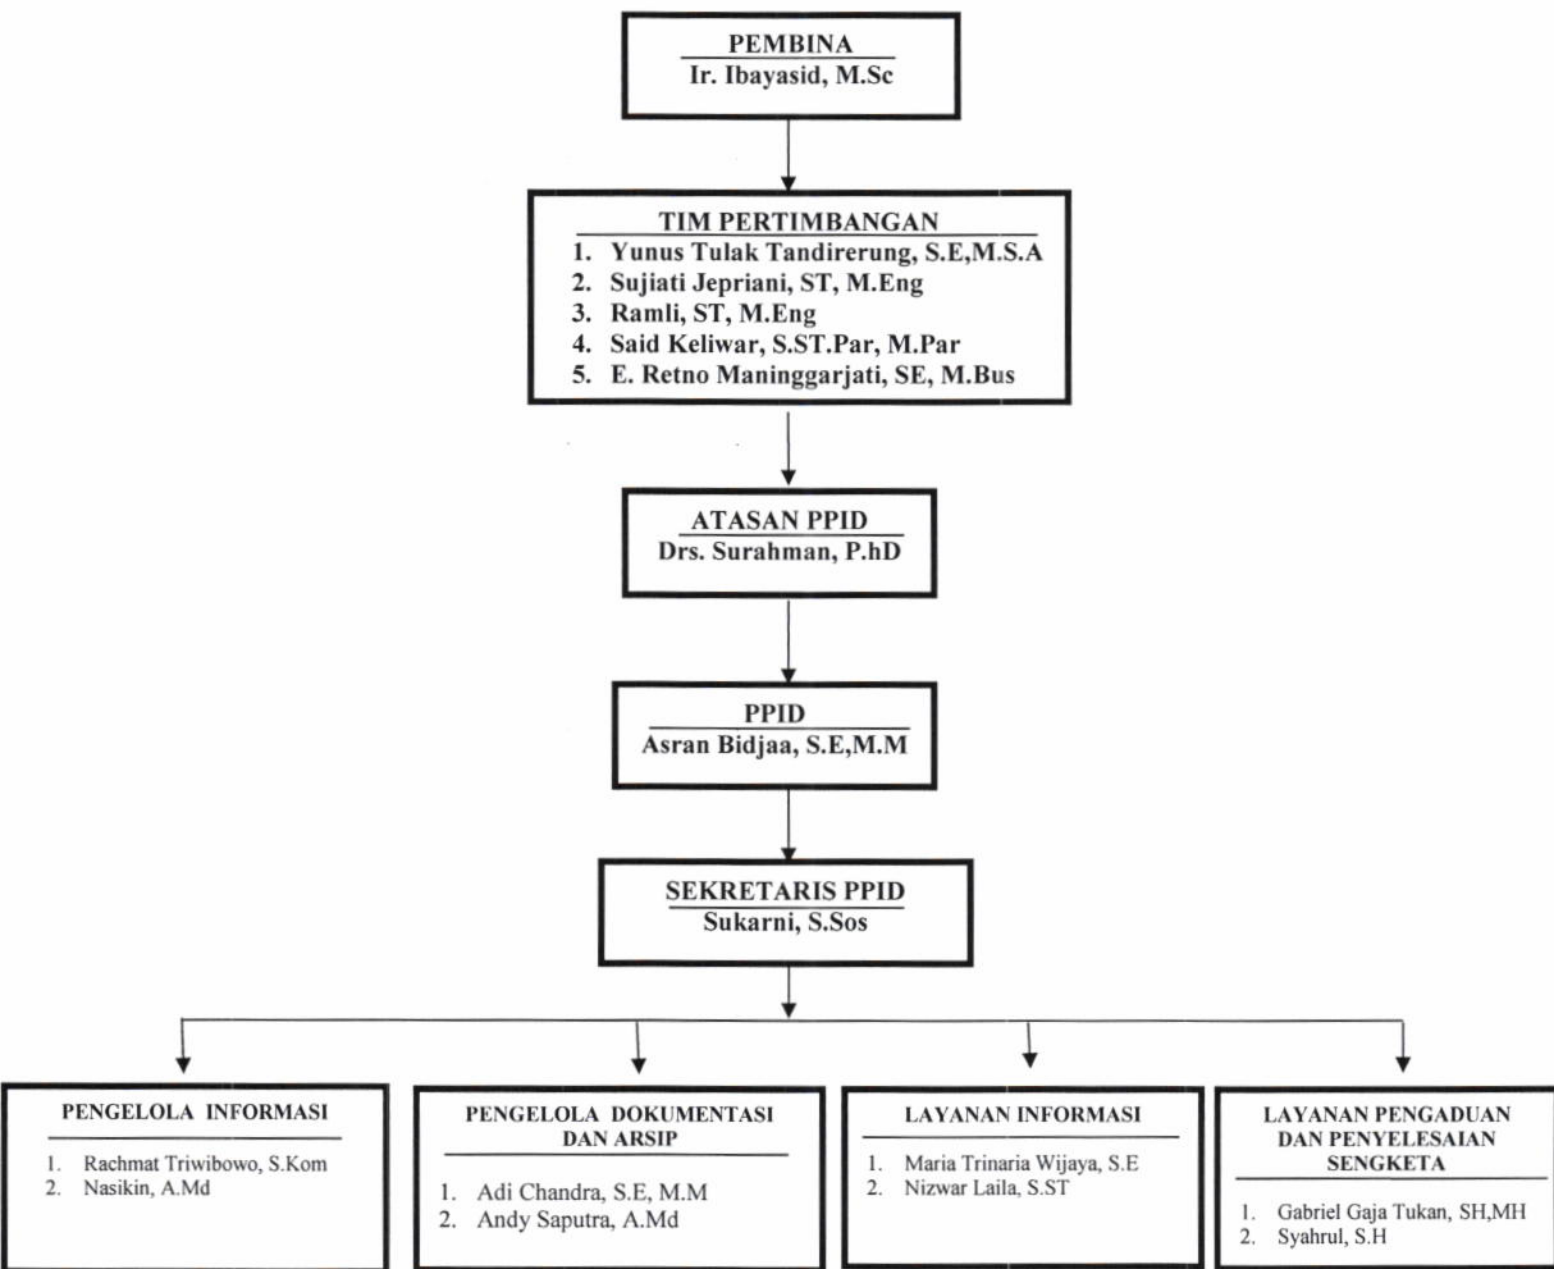 PEMBINA
Ir. Ibayasid, M.Sc
TIM PERTIMBANGAN
1. Yunus Tulak Tandirerung, S.E,M.S.A
2. Sujiati Jepriani, ST, M.Eng
3. Ramli, ST, M.Eng
4. Said Keliwar, S.ST.Par, M.Par
5. E. Retno Maninggarjati, SE, M.Bus
ATASAN PPID
Drs. Surahman, P.hD
PPID
Asran Bidjaa, S.E,M.M
SEKRETARIS PPID
Sukarni, S.Sos
PENGELOLA INFORMASI
1. Rachmat Triwibowo, S.Kom
2. Nasikin, A.Md
PENGELOLA DOKUMENTASI
DAN ARSIP
1. Adi Chandra, S.E, M.M
2. Andy Saputra, A.Md
LAYANAN INFORMASI
1. Maria Trinaria Wijaya, S.E
2. Nizwar Laila, S.ST
LAYANAN PENGADUAN
DAN PENYELESAIAN
SENGKETA
1. Gabriel Gaja Tukan, SH,MH
2. Syahrul, S.H